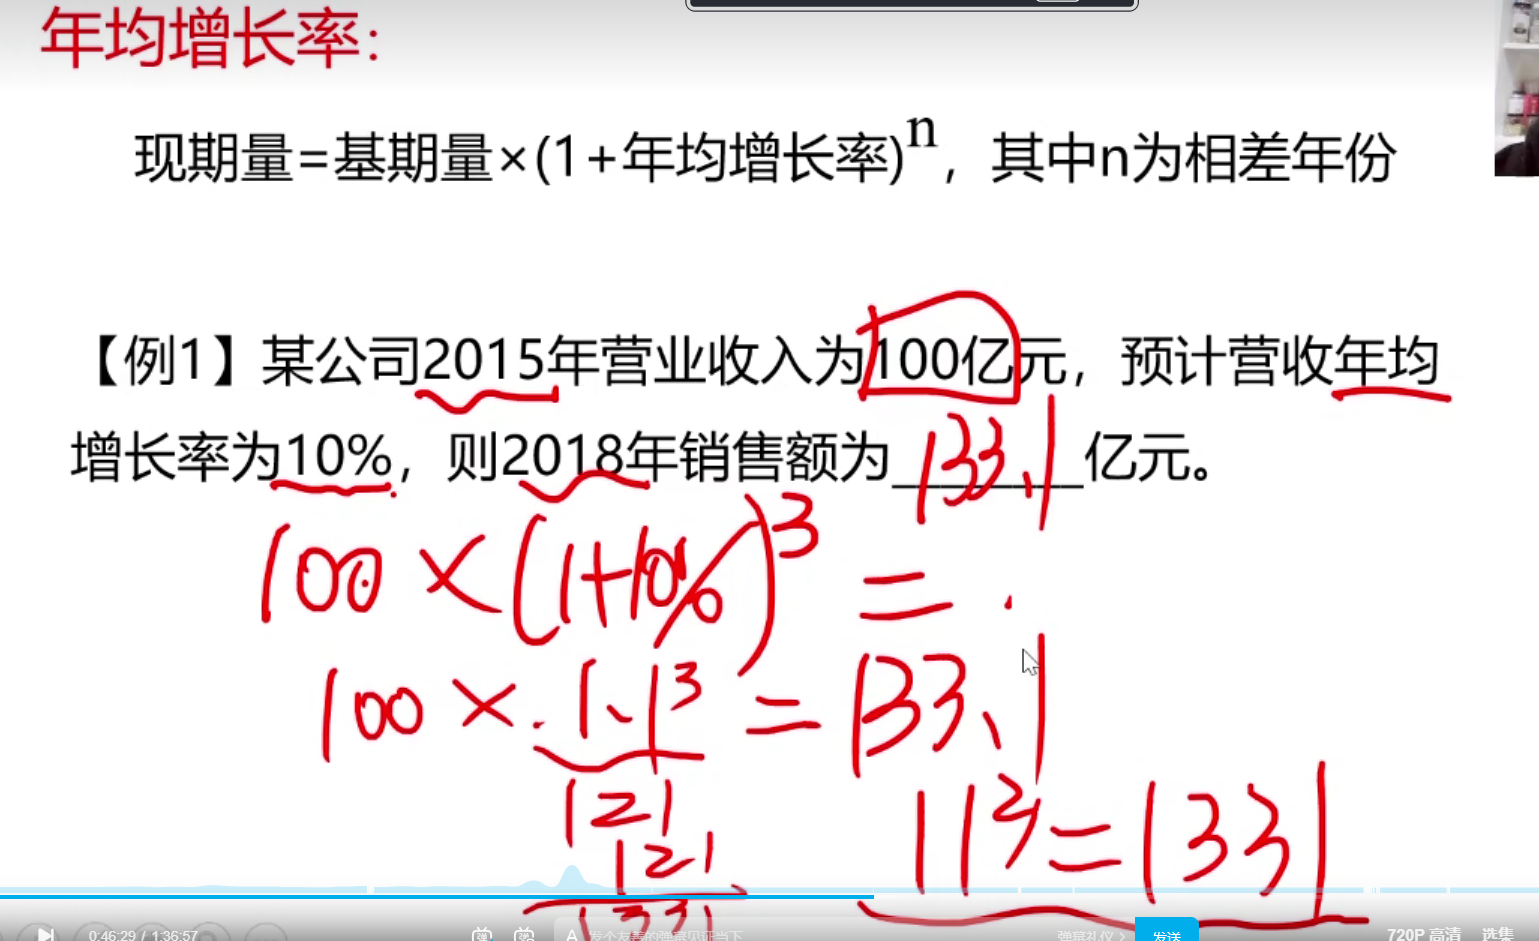 年均增长率:
现期量=基期量×(1+年均增长率)ⁿ，其中n为相差年份
【例1】某公司2015年营业收入为100亿元，预计营收年均
增长率为10%，则2018年销售额为133.1亿元。
100×(1+10%)³=
100×1.1³=133.1
121
121
1331
11³=1331
0:46:29 / 1:36:57
发个友善的弹幕见证当下
弹幕礼仪 >
发送
720P 高清
选集